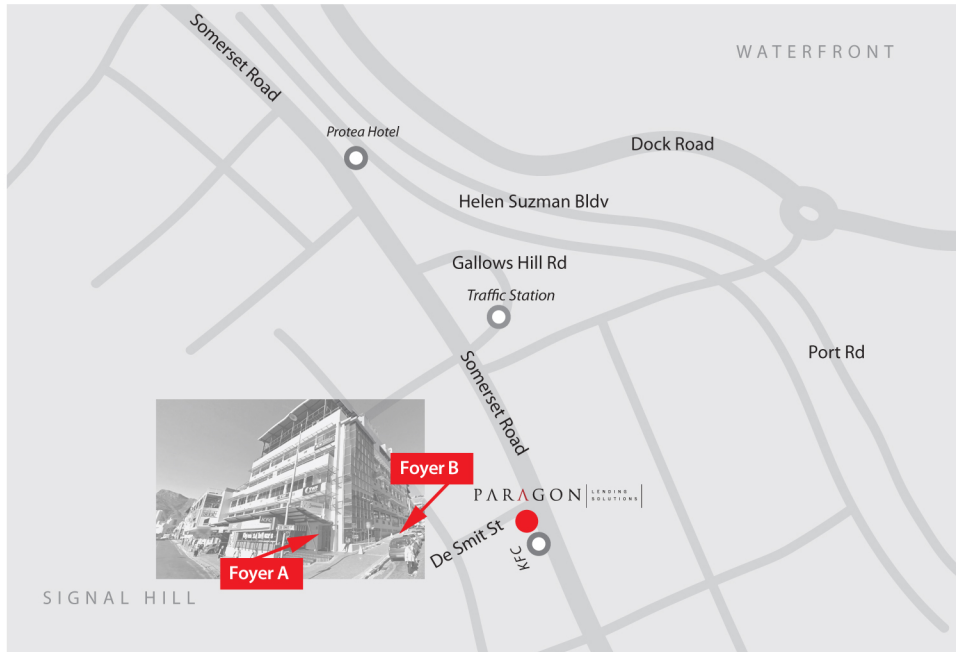 WATERFRONT
Somerset Road
Protea Hotel
Dock Road
Helen Suzman Bldv
Gallows Hill Rd
Traffic Station
Port Rd
Somerset Road
Foyer B
PARAGON
LENDING
SOLUTIONS
De Smit St
KFC
Foyer A
SIGNAL HILL